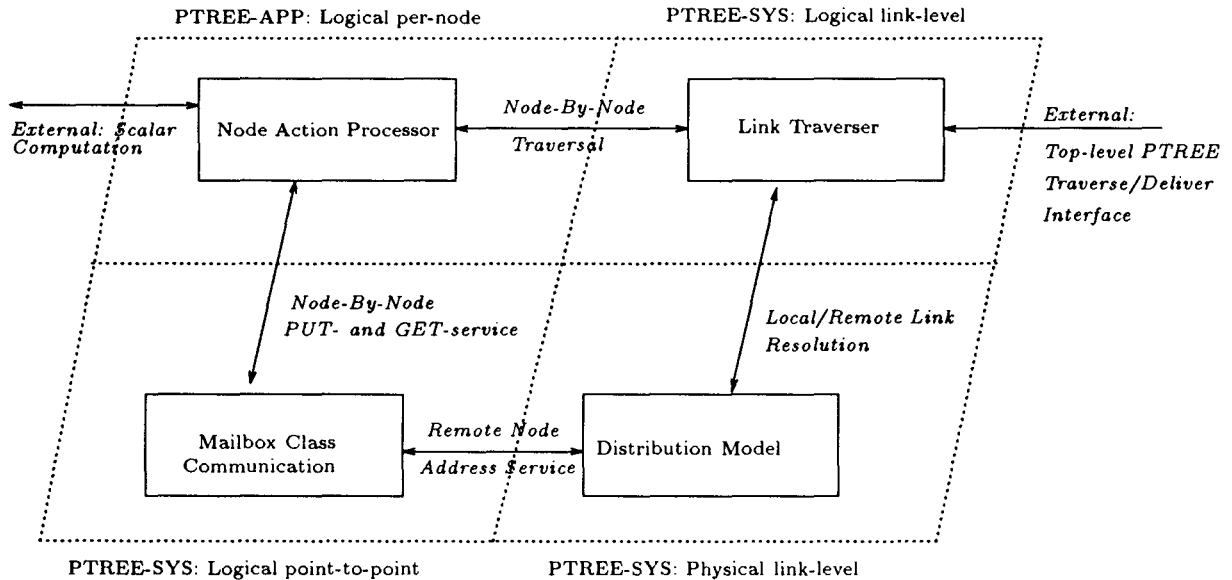 PTREE-APP: Logical per-node
PTREE-SYS: Logical link-level
External: Scalar
Computation
Node Action Processor
Node-By-Node
Traversal
Link Traverser
External:
Top-level PTREE
Traverse/Deliver
Interface
Node-By-Node
PUT- and GET-service
Local/Remote Link
Resolution
Mailbox Class
Communication
Remote Node
Address Service
Distribution Model
PTREE-SYS: Logical point-to-point
PTREE-SYS: Physical link-level